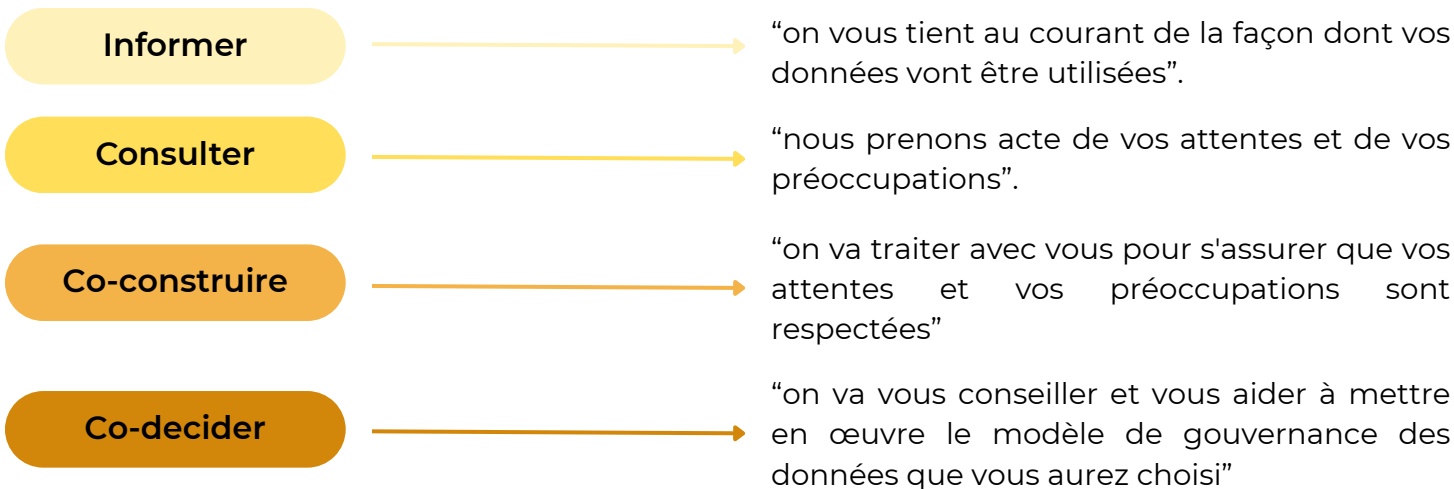 Informer
“on vous tient au courant de la façon dont vos
données vont être utilisées”.
Consulter
“nous prenons acte de vos attentes et de vos
préoccupations”.
Co-construire
“on va traiter avec vous pour s'assurer que vos
attentes et vos préoccupations sont
respectées”
Co-decider
“on va vous conseiller et vous aider à mettre
en œuvre le modèle de gouvernance des
données que vous aurez choisi”